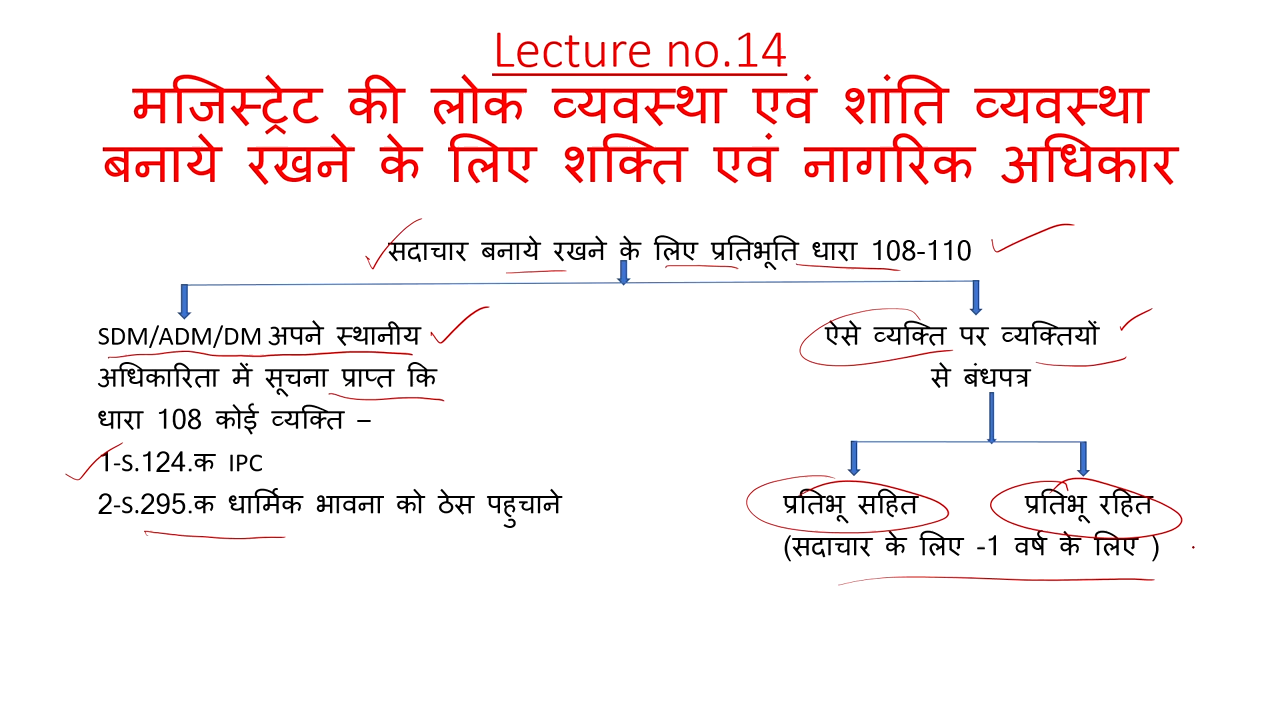 Lecture no.14
मजिस्ट्रेट की लोक व्यवस्था एवं शांति व्यवस्था
बनाये रखने के लिए शक्ति एवं नागरिक अधिकार
सदाचार बनाये रखने के लिए प्रतिभूति धारा 108-110
SDM/ADM/DM अपने स्थानीय
अधिकारिता में सूचना प्राप्त कि
धारा 108 कोई व्यक्ति –
1-S.124.क IPC
2-S.295.क धार्मिक भावना को ठेस पहुचाने
ऐसे व्यक्ति पर व्यक्तियों
से बंधपत्र
प्रतिभू सहित प्रतिभू रहित
(सदाचार के लिए -1 वर्ष के लिए )